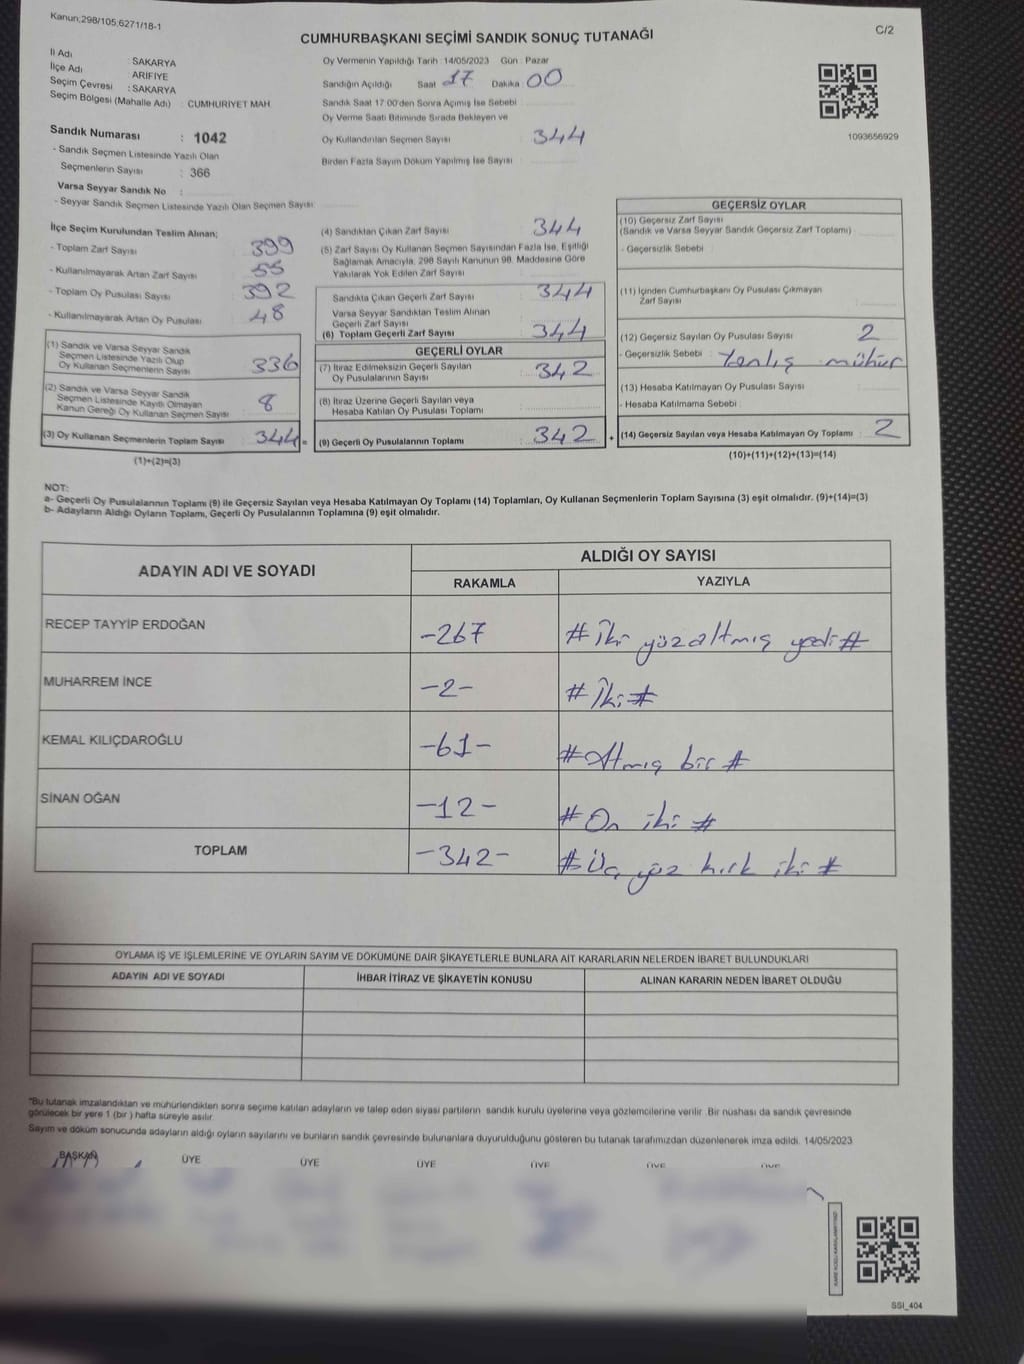 Kanun;298/105,6271/18-1
C/2
CUMHURBAŞKANI SEÇİMİ SANDIK SONUÇ TUTANAĞI
İl Adı : SAKARYA
İlçe Adı : ARİFİYE
Seçim Çevresi : SAKARYA
Seçim Bölgesi (Mahalle Adı) : CUMHURİYET MAH.
Oy Vermenin Yapıldığı Tarih : 14/05/2023 Gün : Pazar
Sandığın Açıldığı Saat : 17 Dakika : 00
Sandık Saat 17:00'den Sonra Açılmış İse Sebebi :
Oy Verme Saati Bitiminde Sırada Bekleyen ve
Oy Kullandırılan Seçmen Sayısı : 344
Birden Fazla Sayım Döküm Yapılmış İse Sayısı :
1093656929
Sandık Numarası : 1042
- Sandık Seçmen Listesinde Yazılı Olan
Seçmenlerin Sayısı : 366
Varsa Seyyar Sandık No :
- Seyyar Sandık Seçmen Listesinde Yazılı Olan Seçmen Sayısı:
İlçe Seçim Kurulundan Teslim Alınan;
- Toplam Zarf Sayısı : 399
- Kullanılmayarak Artan Zarf Sayısı : 55
- Toplam Oy Pusulası Sayısı : 392
- Kullanılmayarak Artan Oy Pusulası : 48
(1) Sandık ve Varsa Seyyar Sandık
Seçmen Listesinde Yazılı Olup
Oy Kullanan Seçmenlerin Sayısı : 336
(2) Sandık ve Varsa Seyyar Sandık
Seçmen Listesinde Kayıtlı Olmayan
Kanun Gereği Oy Kullanan Seçmen Sayısı : 8
(3) Oy Kullanan Seçmenlerin Toplam Sayısı : 344 =
(1)+(2)=(3)
(4) Sandıktan Çıkan Zarf Sayısı : 344
(5) Zarf Sayısı Oy Kullanan Seçmen Sayısından Fazla İse, Eşitliği
Sağlamak Amacıyla, 298 Sayılı Kanunun 98. Maddesine Göre
Yakılarak Yok Edilen Zarf Sayısı :
Sandıkta Çıkan Geçerli Zarf Sayısı : 344
Varsa Seyyar Sandıktan Teslim Alınan
Geçerli Zarf Sayısı :
(6) Toplam Geçerli Zarf Sayısı : 344
GEÇERLİ OYLAR
(7) İtiraz Edilmeksizin Geçerli Sayılan
Oy Pusulalarının Sayısı : 342
(8) İtiraz Üzerine Geçerli Sayılan veya
Hesaba Katılan Oy Pusulası Toplamı :
(9) Geçerli Oy Pusulalarının Toplamı : 342 +
GEÇERSİZ OYLAR
(10) Geçersiz Zarf Sayısı
(Sandık ve Varsa Seyyar Sandık Geçersiz Zarf Toplamı) :
- Geçersizlik Sebebi :
(11) İçinden Cumhurbaşkanı Oy Pusulası Çıkmayan
Zarf Sayısı :
(12) Geçersiz Sayılan Oy Pusulası Sayısı : 2
- Geçersizlik Sebebi : Yanlış mühür
(13) Hesaba Katılmayan Oy Pusulası Sayısı :
- Hesaba Katılmama Sebebi :
(14) Geçersiz Sayılan veya Hesaba Katılmayan Oy Toplamı : 2
(10)+(11)+(12)+(13)=(14)
NOT:
a- Geçerli Oy Pusulalarının Toplamı (9) ile Geçersiz Sayılan veya Hesaba Katılmayan Oy Toplamı (14) Toplamları, Oy Kullanan Seçmenlerin Toplam Sayısına (3) eşit olmalıdır. (9)+(14)=(3)
b- Adayların Aldığı Oyların Toplamı, Geçerli Oy Pusulalarının Toplamına (9) eşit olmalıdır.
ADAYIN ADI VE SOYADI ALDIĞI OY SAYISI
RAKAMLA YAZIYLA
RECEP TAYYİP ERDOĞAN -267 # İki yüz altmış yedi #
MUHARREM İNCE -2- # İki #
KEMAL KILIÇDAROĞLU -61- # Altmış bir #
SİNAN OĞAN -12- # On iki #
TOPLAM -342- # Üç yüz kırk iki #
OYLAMA İŞ VE İŞLEMLERİNE VE OYLARIN SAYIM VE DÖKÜMÜNE DAİR ŞİKAYETLERLE BUNLARA AİT KARARLARIN NELERDEN İBARET BULUNDUKLARI
ADAYIN ADI VE SOYADI İHBAR İTİRAZ VE ŞİKAYETİN KONUSU ALINAN KARARIN NEDEN İBARET OLDUĞU
*Bu tutanak imzalandıktan ve mühürlendikten sonra seçime katılan adayların ve talep eden siyasi partilerin sandık kurulu üyelerine veya gözlemcilerine verilir. Bir nüshası da sandık çevresinde
görülecek bir yere 1 (bir) hafta süreyle asılır.
Sayım ve döküm sonucunda adayların aldığı oyların sayılarını ve bunların sandık çevresinde bulunanlara duyurulduğunu gösteren bu tutanak tarafımızdan düzenlenerek imza edildi. 14/05/2023
BAŞKAN ÜYE ÜYE ÜYE ÜYE ÜYE ÜYE
SSI_404